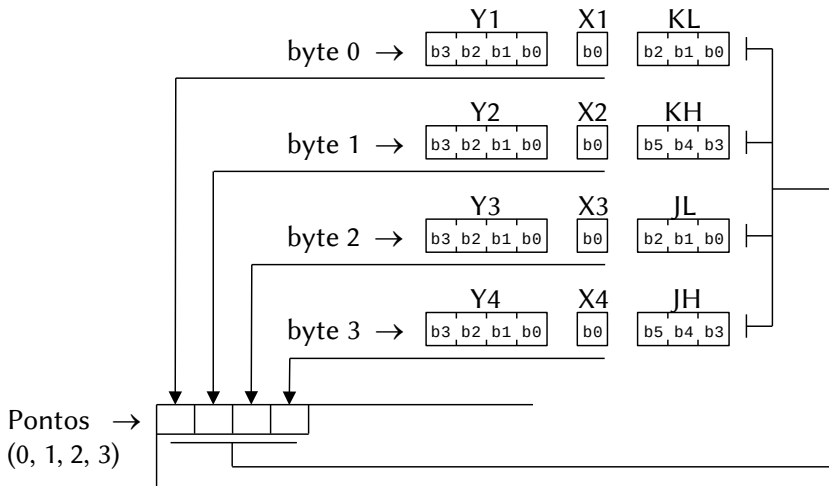 Y1 X1 KL
byte 0 → b3 b2 b1 b0 b0 b2 b1 b0
Y2 X2 KH
byte 1 → b3 b2 b1 b0 b0 b5 b4 b3
Y3 X3 JL
byte 2 → b3 b2 b1 b0 b0 b2 b1 b0
Y4 X4 JH
byte 3 → b3 b2 b1 b0 b0 b5 b4 b3
Pontos →
(0, 1, 2, 3)